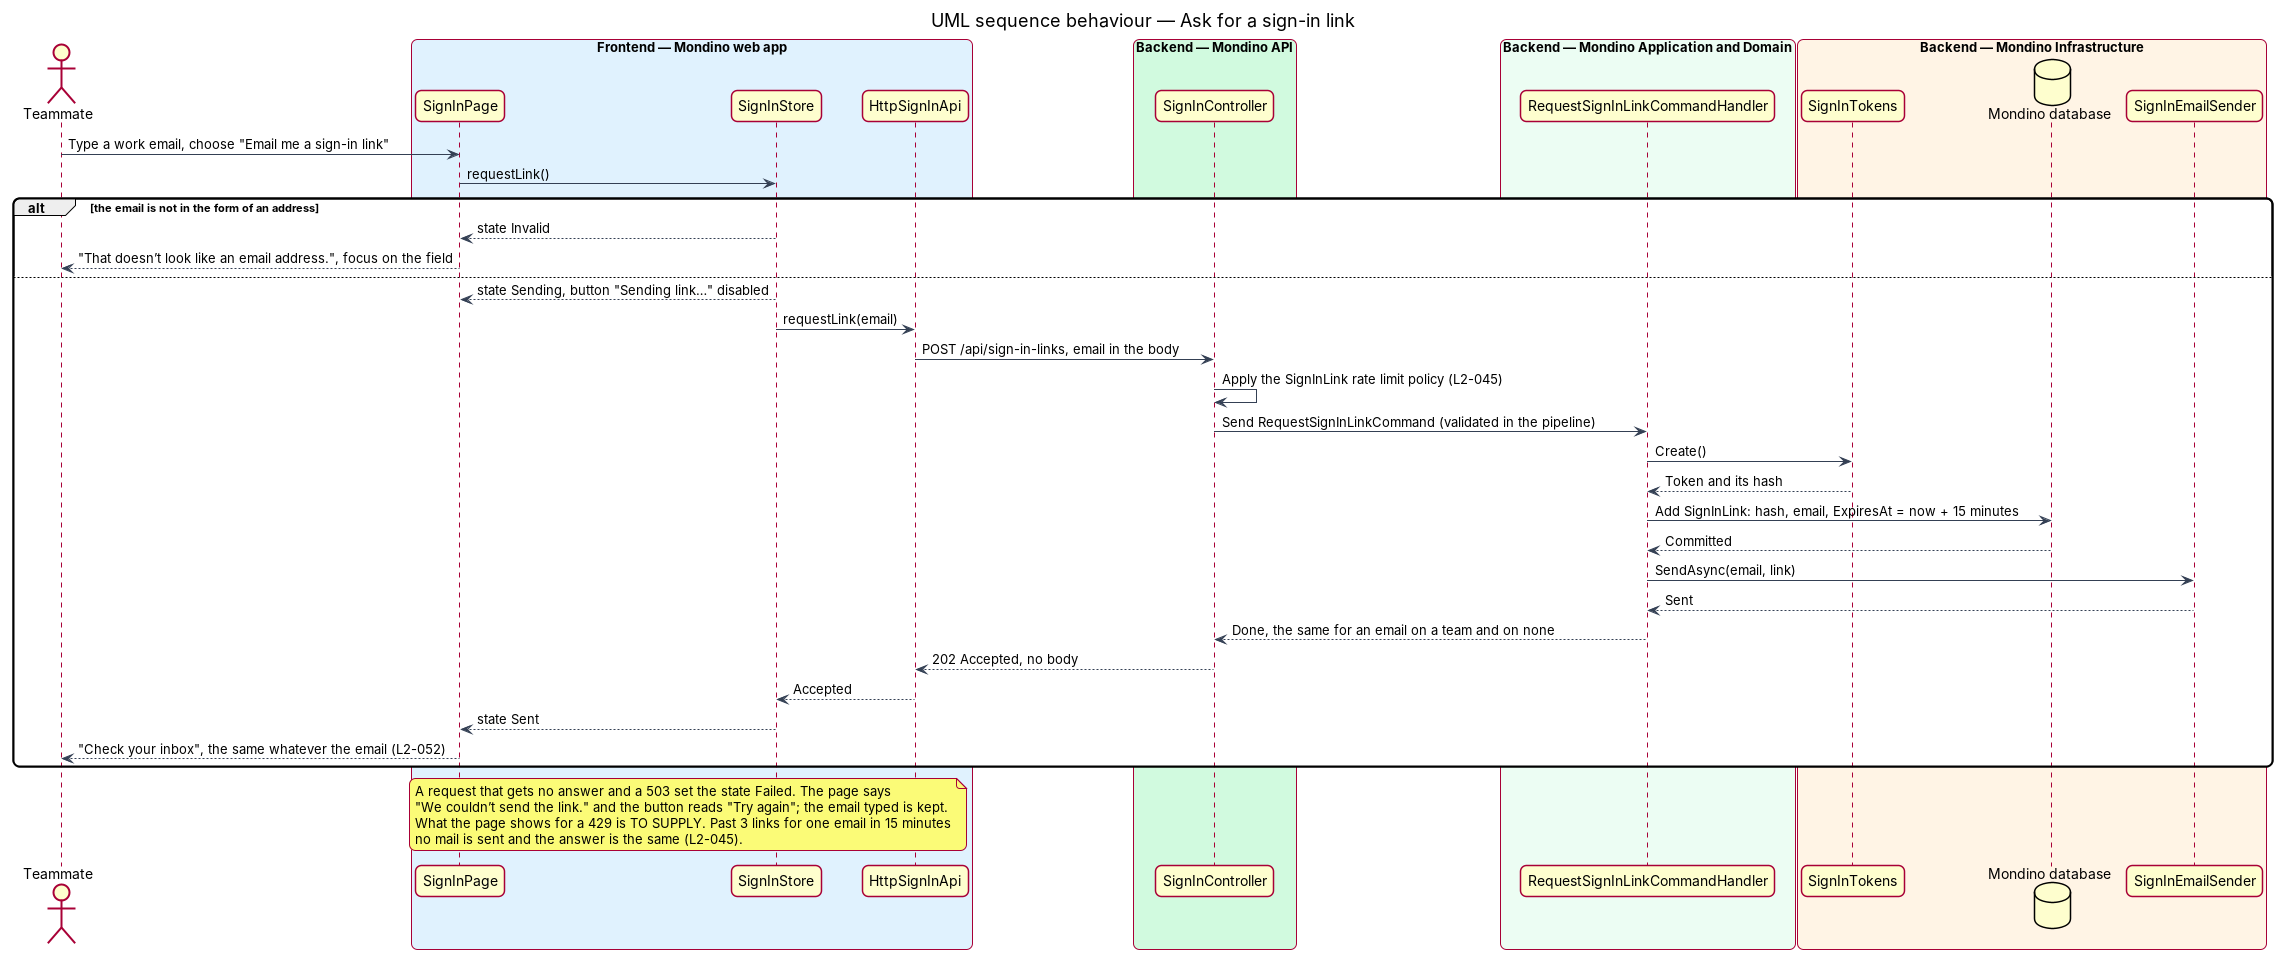 UML sequence behaviour — Ask for a sign-in link
Frontend — Mondino web app
Backend — Mondino API
Backend — Mondino Application and Domain
Backend — Mondino Infrastructure
Teammate
SignInPage
SignInStore
HttpSignInApi
SignInController
RequestSignInLinkCommandHandler
SignInTokens
Mondino database
SignInEmailSender
Type a work email, choose "Email me a sign-in link"
requestLink()
alt
[the email is not in the form of an address]
state Invalid
"That doesn't look like an email address.", focus on the field
state Sending, button "Sending link..." disabled
requestLink(email)
POST /api/sign-in-links, email in the body
Apply the SignInLink rate limit policy (L2-045)
Send RequestSignInLinkCommand (validated in the pipeline)
Create()
Token and its hash
Add SignInLink: hash, email, ExpiresAt = now + 15 minutes
Committed
SendAsync(email, link)
Sent
Done, the same for an email on a team and on none
202 Accepted, no body
Accepted
state Sent
"Check your inbox", the same whatever the email (L2-052)
A request that gets no answer and a 503 set the state Failed. The page says
"We couldn't send the link." and the button reads "Try again"; the email typed is kept.
What the page shows for a 429 is TO SUPPLY. Past 3 links for one email in 15 minutes
no mail is sent and the answer is the same (L2-045).
Teammate
SignInPage
SignInStore
HttpSignInApi
SignInController
RequestSignInLinkCommandHandler
SignInTokens
Mondino database
SignInEmailSender